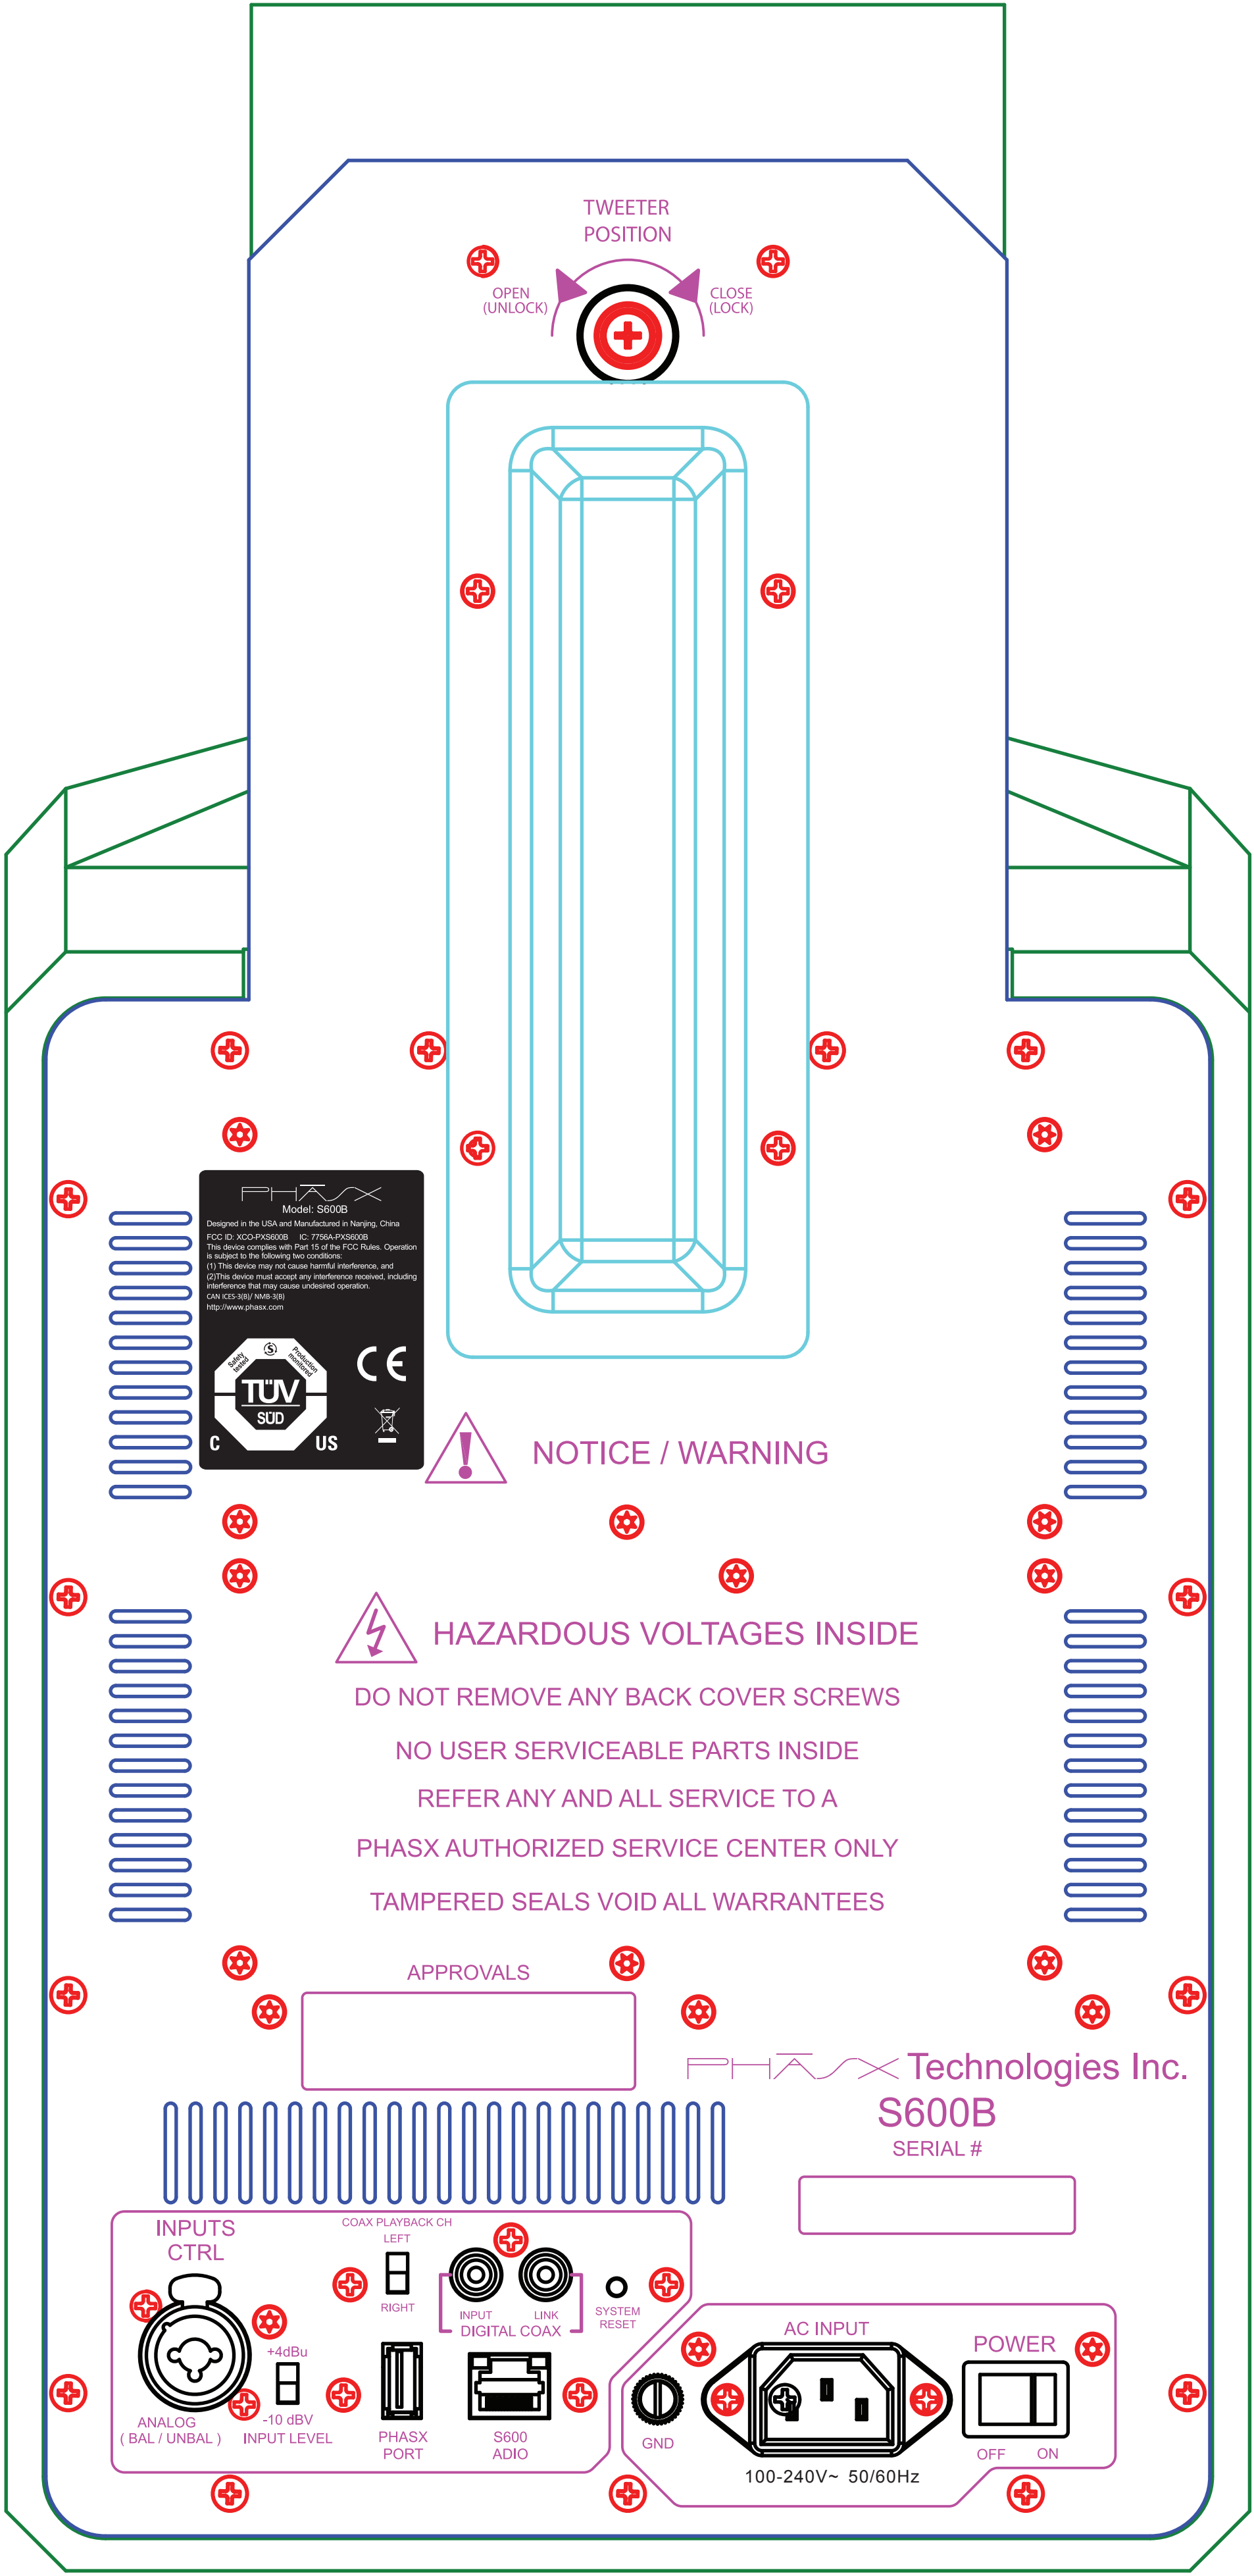 TWEETER
POSITION
OPEN
(UNLOCK)
CLOSE
(LOCK)
PHASX
Model: S600B
Designed in the USA and Manufactured in Nanjing, China
FCC ID: XCO-PXS600B IC: 7756A-PXS600B
This device complies with Part 15 of the FCC Rules. Operation
is subject to the following two conditions:
(1) This device may not cause harmful interference, and
(2)This device must accept any interference received, including
interference that may cause undesired operation.
CAN ICES-3(B)/ NMB-3(B)
http://www.phasx.com
Safety
tested
S
Production
monitored
TÜV
SÜD
C US
CE
NOTICE / WARNING
HAZARDOUS VOLTAGES INSIDE
DO NOT REMOVE ANY BACK COVER SCREWS
NO USER SERVICEABLE PARTS INSIDE
REFER ANY AND ALL SERVICE TO A
PHASX AUTHORIZED SERVICE CENTER ONLY
TAMPERED SEALS VOID ALL WARRANTEES
APPROVALS
PHASX Technologies Inc.
S600B
SERIAL #
INPUTS
CTRL
COAX PLAYBACK CH
LEFT
RIGHT
INPUT
LINK
DIGITAL COAX
SYSTEM
RESET
+4dBu
-10 dBV
INPUT LEVEL
ANALOG
( BAL / UNBAL )
PHASX
PORT
S600
ADIO
GND
AC INPUT
100-240V~ 50/60Hz
POWER
OFF
ON